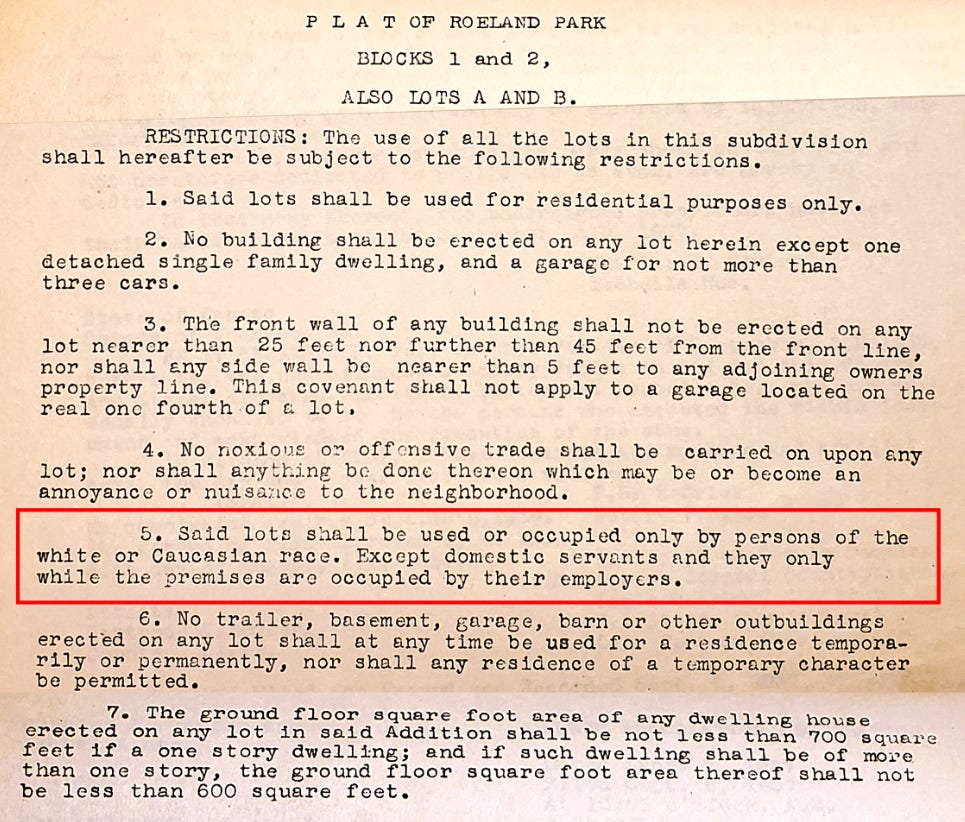 P L A T OF ROELAND PARK
BLOCKS 1 and 2,
ALSO LOTS A AND B.
RESTRICTIONS: The use of all the lots in this subdivision
shall hereafter be subject to the following restrictions.
1. Said lots shall be used for residential purposes only.
2. No building shall be erected on any lot herein except one
detached single family dwelling, and a garage for not more than
three cars.
3. The front wall of any building shall not be erected on any
lot nearer than 25 feet nor further than 45 feet from the front line,
nor shall any side wall be nearer than 5 feet to any adjoining owners
property line. This covenant shall not apply to a garage located on the
real one fourth of a lot.
4. No noxious or offensive trade shall be carried on upon any
lot; nor shall anything be done thereon which may be or become an
annoyance or nuisance to the neighborhood.
5. Said lots shall be used or occupied only by persons of the
white or Caucasian race. Except domestic servants and they only
while the premises are occupied by their employers.
6. No trailer, basement, garage, barn or other outbuildings
erected on any lot shall at any time be used for a residence tempora-
rily or permanently, nor shall any residence of a temporary character
be permitted.
7. The ground floor square foot area of any dwelling house
erected on any lot in said Addition shall be not less than 700 square
feet if a one story dwelling; and if such dwelling shall be of more
than one story, the ground floor square foot area thereof shall not
be less than 600 square feet.